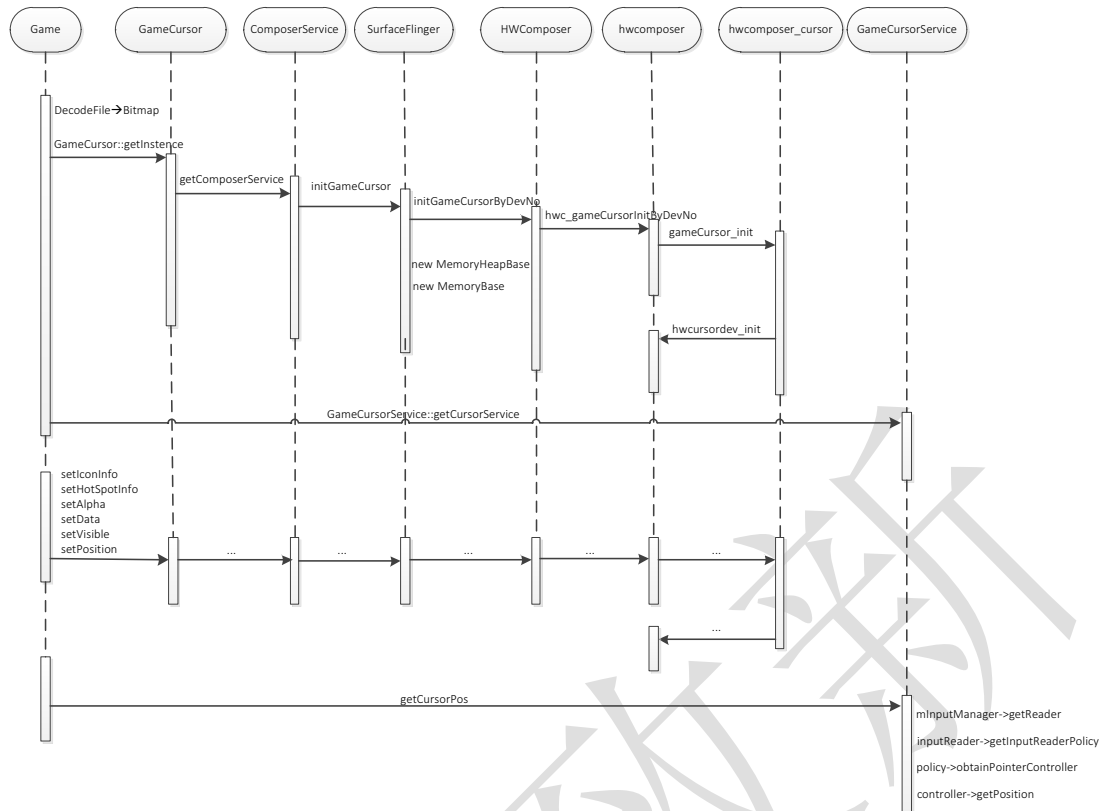 Game
GameCursor
ComposerService
SurfaceFlinger
HWComposer
hwcomposer
hwcomposer_cursor
GameCursorService
DecodeFile→Bitmap
GameCursor::getInstence
getComposerService
initGameCursor
initGameCursorByDevNo
hwc_gameCursorInitByDevNo
gameCursor_init
new MemoryHeapBase
new MemoryBase
hwcursordev_init
GameCursorService::getCursorService
setIconInfo
setHotSpotInfo
setAlpha
setData
setVisible
setPosition
...
...
...
...
...
...
getCursorPos
mInputManager->getReader
inputReader->getInputReaderPolicy
policy->obtainPointerController
controller->getPosition